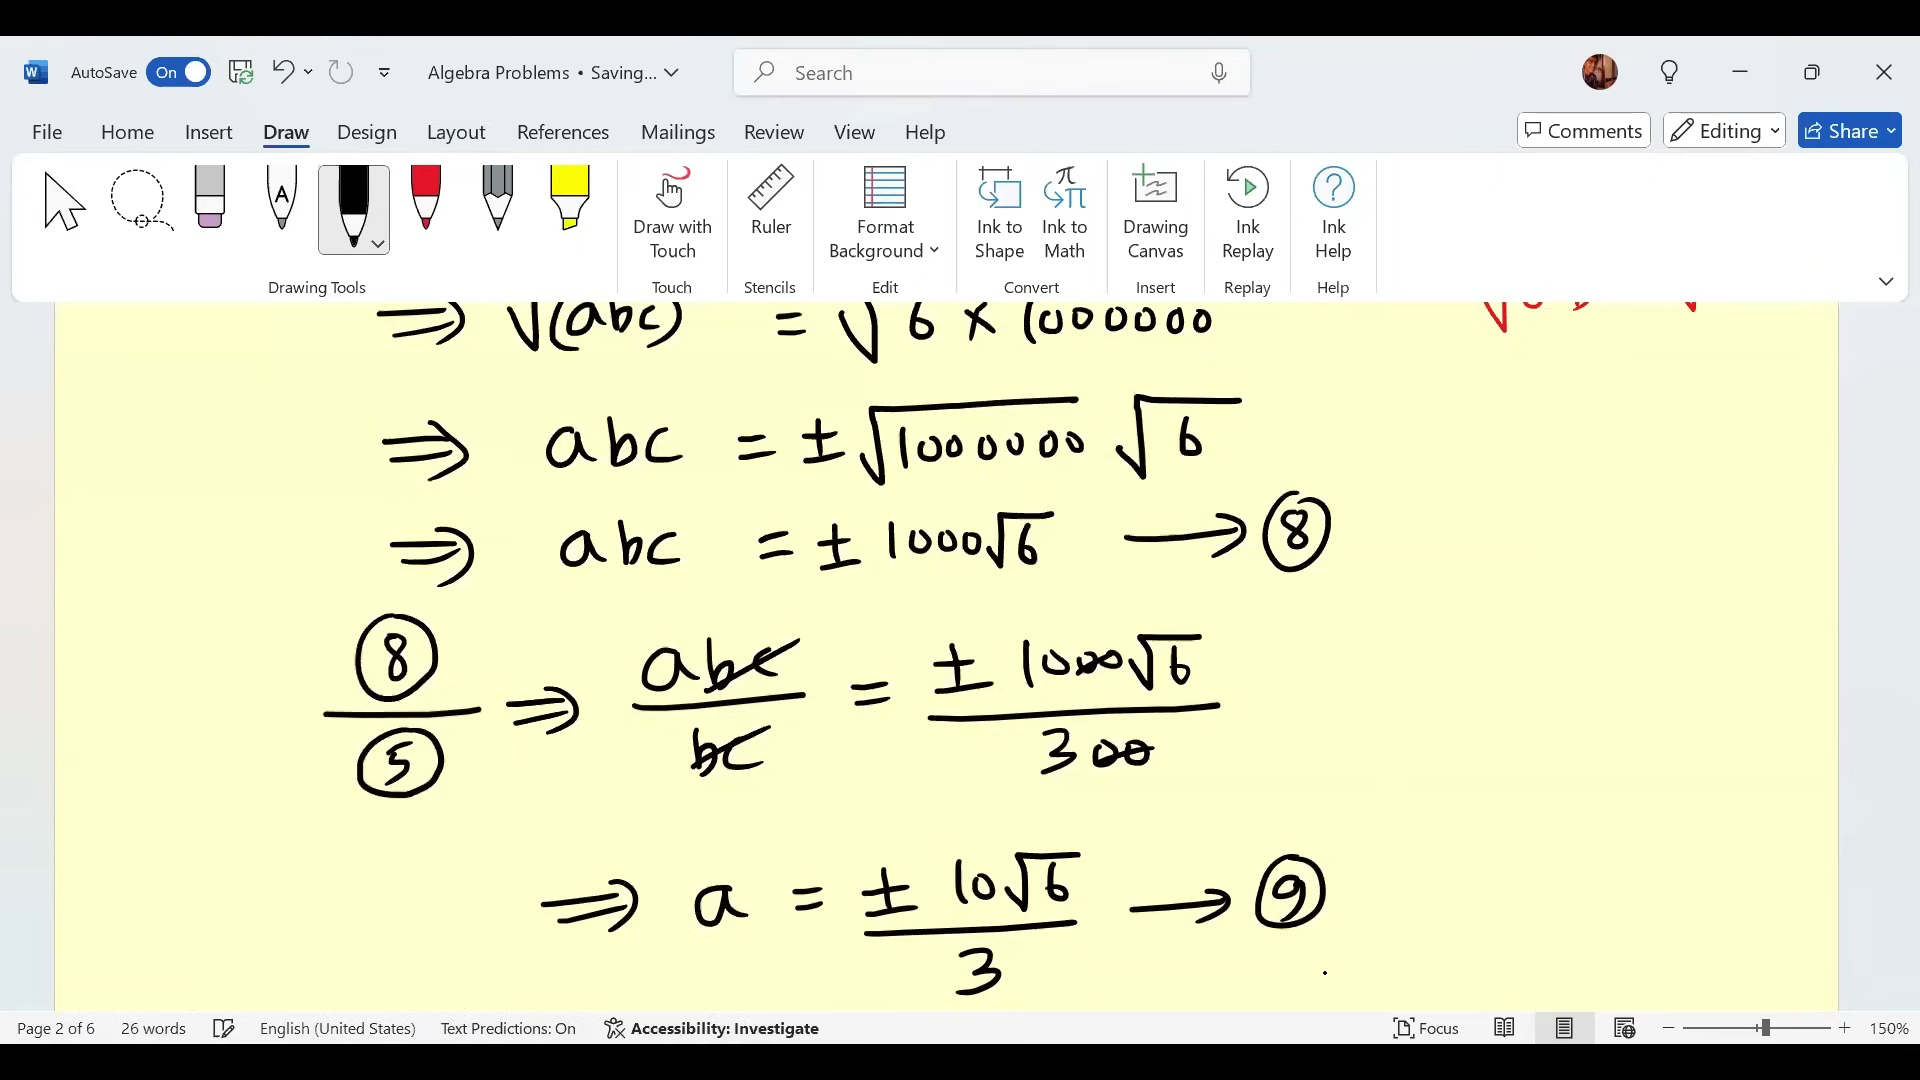 AutoSave On Algebra Problems • Saving... Search
File Home Insert Draw Design Layout References Mailings Review View Help Comments Editing Share
A
Draw with Touch
Ruler
Format Background
Ink to Shape
Ink to Math
Drawing Canvas
Ink Replay
Ink Help
Drawing Tools Touch Stencils Edit Convert Insert Replay Help
⇒ √(abc) = √6 × 1000000
⇒ abc = ± √1000000 √6
⇒ abc = ± 1000√6 → ⑧
⑧/⑤ ⇒ abc/bc = ± 1000√6/300
⇒ a = ± 10√6/3 → ⑨
Page 2 of 6 26 words English (United States) Text Predictions: On Accessibility: Investigate Focus 150%